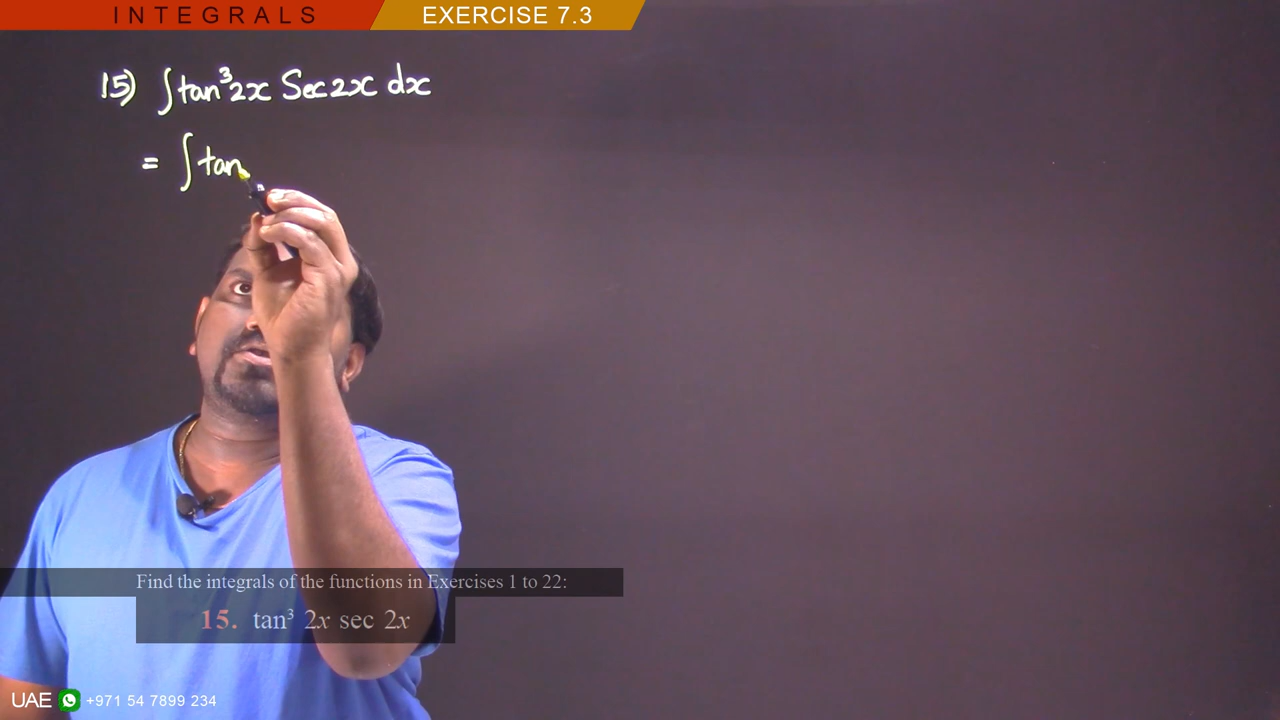 INTEGRALS EXERCISE 7.3
15) ∫tan³2x Sec2x dx
= ∫tan
Find the integrals of the functions in Exercises 1 to 22:
15. tan³ 2x sec 2x
UAE +971 54 7899 234